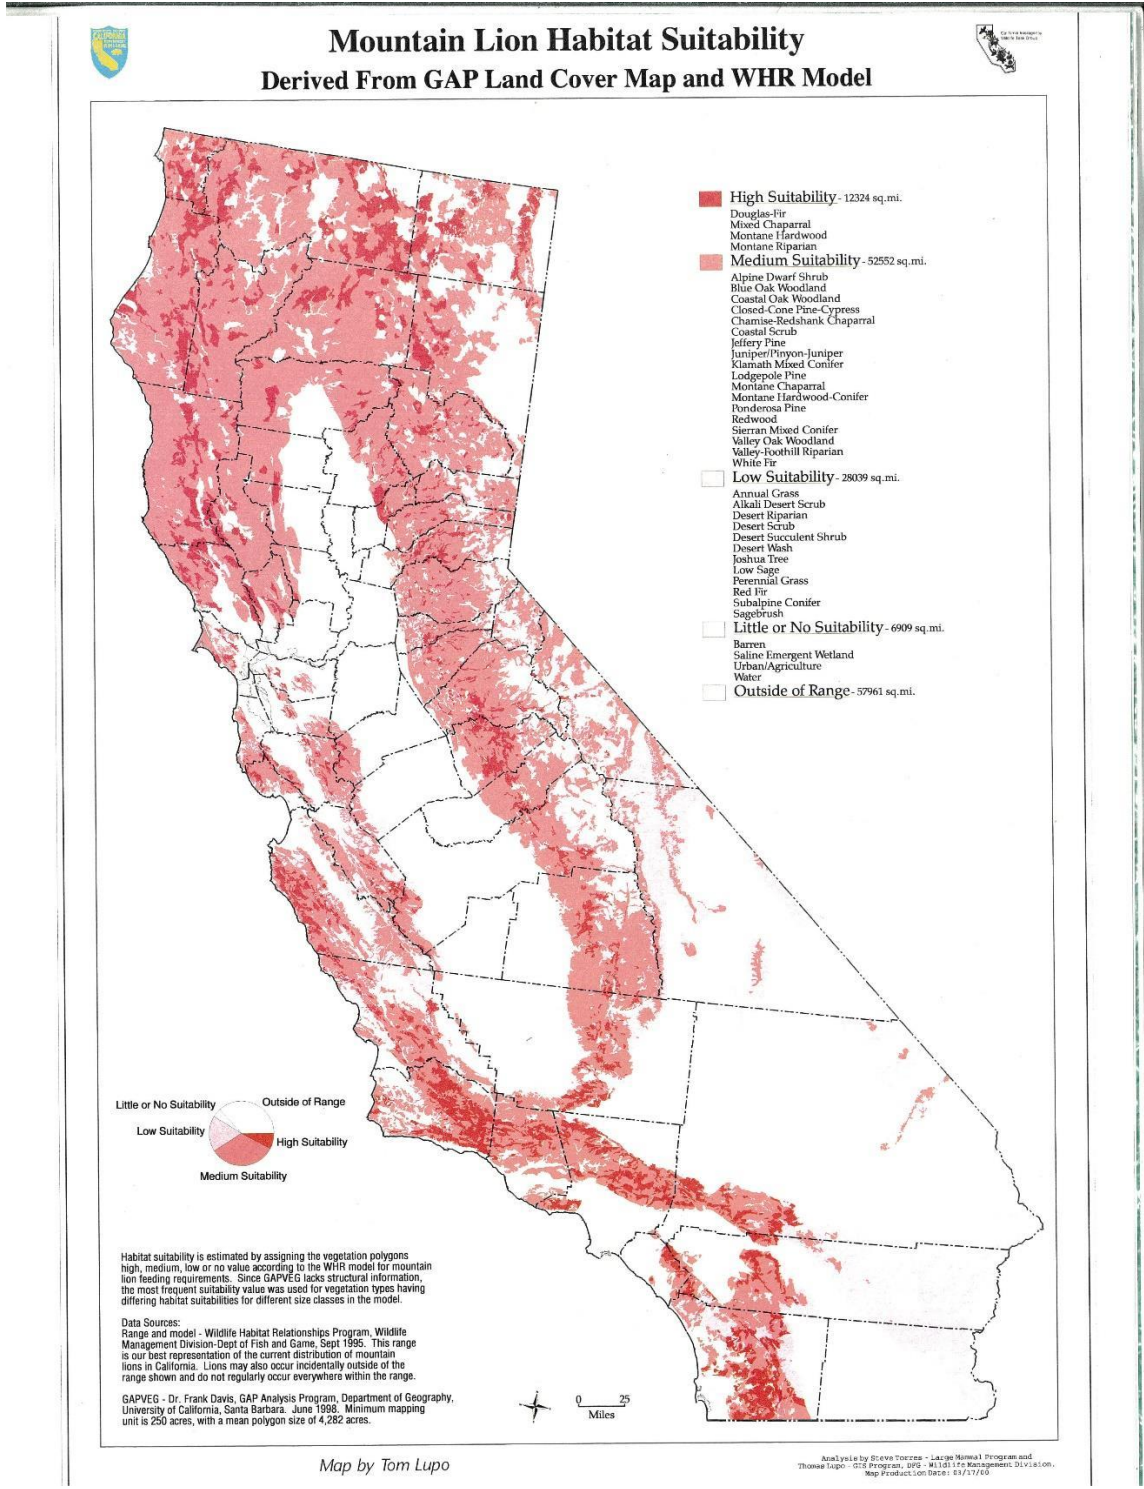 CALIFORNIA
Mountain Lion Habitat Suitability
Derived From GAP Land Cover Map and WHR Model
High Suitability - 12324 sq.mi.
Douglas-Fir
Mixed Chaparral
Montane Hardwood
Montane Riparian
Medium Suitability - 52552 sq.mi.
Alpine Dwarf Shrub
Blue Oak Woodland
Coastal Oak Woodland
Closed-Cone Pine-Cypress
Chamise-Redshank Chaparral
Coastal Scrub
Jeffery Pine
Juniper/Pinyon-Juniper
Klamath Mixed Conifer
Lodgepole Pine
Montane Chaparral
Montane Hardwood-Conifer
Ponderosa Pine
Redwood
Sierran Mixed Conifer
Valley Oak Woodland
Valley-Foothill Riparian
White Fir
Low Suitability - 28039 sq.mi.
Annual Grass
Alkali Desert Scrub
Desert Riparian
Desert Scrub
Desert Succulent Shrub
Desert Wash
Joshua Tree
Low Sage
Perennial Grass
Red Fir
Subalpine Conifer
Sagebrush
Little or No Suitability - 6909 sq.mi.
Barren
Saline Emergent Wetland
Urban/Agriculture
Water
Outside of Range - 57961 sq.mi.
Little or No Suitability
Outside of Range
Low Suitability
High Suitability
Medium Suitability
Habitat suitability is estimated by assigning the vegetation polygons
high, medium, low or no value according to the WHR model for mountain
lion feeding requirements. Since GAPVEG lacks structural information,
the most frequent suitability value was used for vegetation types having
differing habitat suitabilities for different size classes in the model.
Data Sources:
Range and model - Wildlife Habitat Relationships Program, Wildlife
Management Division-Dept of Fish and Game, Sept 1995. This range
is our best representation of the current distribution of mountain
lions in California. Lions may also occur incidentally outside of the
range shown and do not regularly occur everywhere within the range.
GAPVEG - Dr. Frank Davis, GAP Analysis Program, Department of Geography,
University of California, Santa Barbara. June 1998. Minimum mapping
unit is 250 acres, with a mean polygon size of 4,282 acres.
0 25
Miles
Map by Tom Lupo
Analysis by Steve Torres - Large Mammal Program and
Thomas Lupo - GIS Program, DFG - Wildlife Management Division.
Map Production Date: 03/17/00